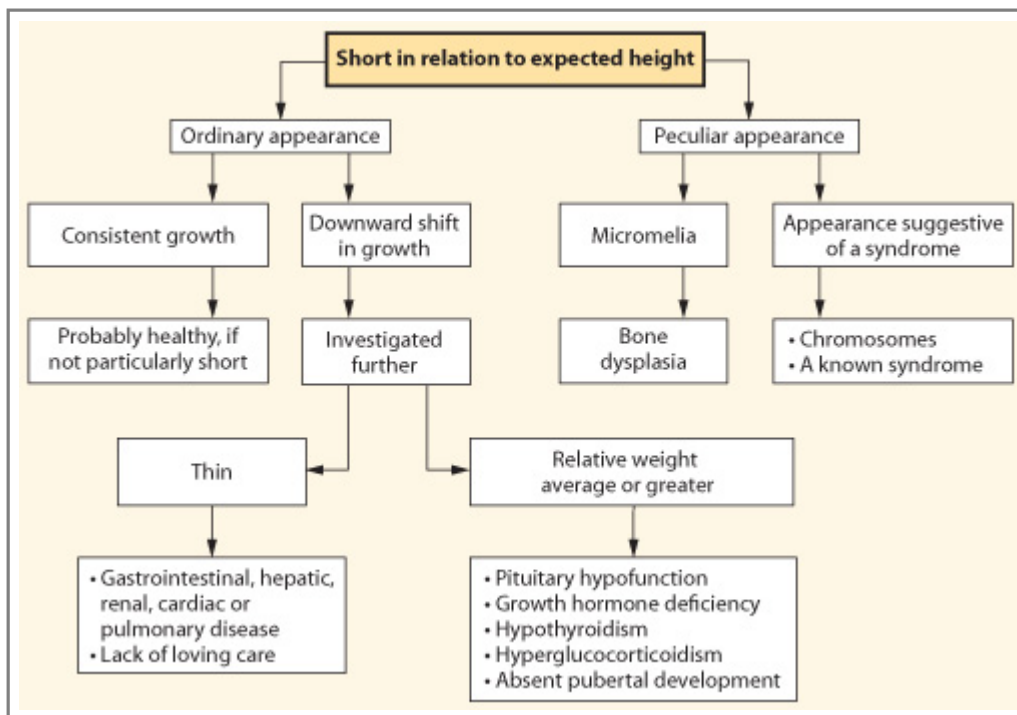 Short in relation to expected height
Ordinary appearance
Peculiar appearance
Consistent growth
Downward shift
in growth
Micromelia
Appearance suggestive
of a syndrome
Probably healthy, if
not particularly short
Investigated
further
Bone
dysplasia
• Chromosomes
• A known syndrome
Thin
Relative weight
average or greater
• Gastrointestinal, hepatic,
renal, cardiac or
pulmonary disease
• Lack of loving care
• Pituitary hypofunction
• Growth hormone deficiency
• Hypothyroidism
• Hyperglucocorticoidism
• Absent pubertal development